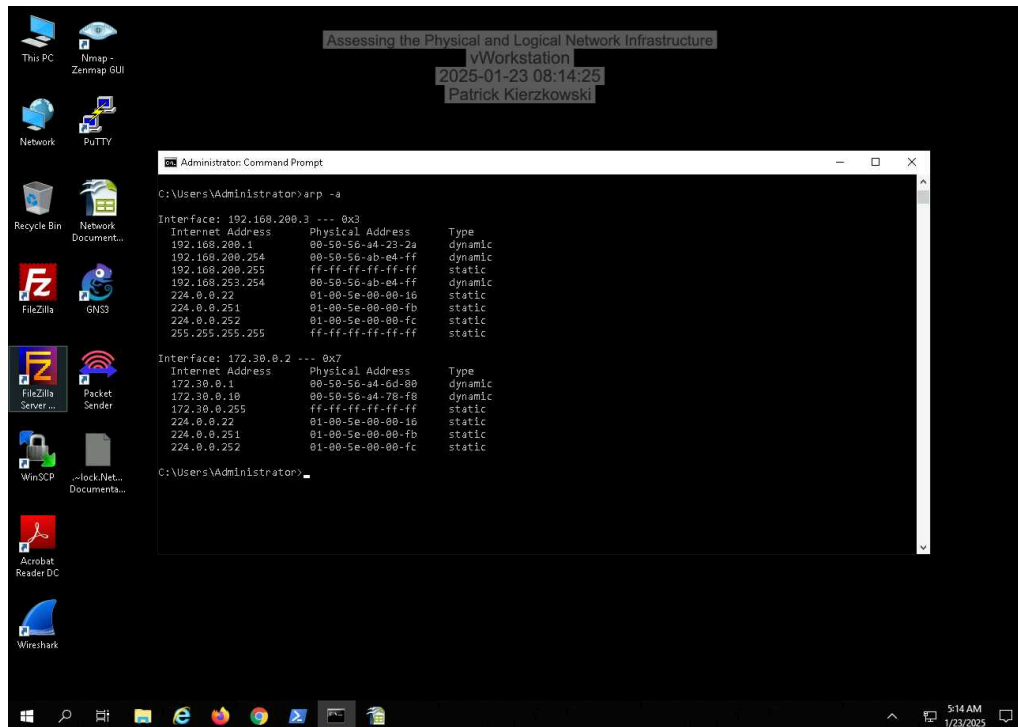 Assessing the Physical and Logical Network Infrastructure
vWorkstation
2025-01-23 08:14:25
Patrick Kierzkowski
This PC
Nmap -
Zenmap GUI
Network
PuTTY
Recycle Bin
Network
Document...
FileZilla
GNS3
FileZilla
Server ...
Packet
Sender
WinSCP
.~lock.Net...
Documenta...
Acrobat
Reader DC
Wireshark
Administrator: Command Prompt
C:\Users\Administrator>arp -a
Interface: 192.168.200.3 --- 0x3
Internet Address Physical Address Type
192.168.200.1 00-50-56-a4-23-2a dynamic
192.168.200.254 00-50-56-ab-e4-ff dynamic
192.168.200.255 ff-ff-ff-ff-ff-ff static
192.168.253.254 00-50-56-ab-e4-ff dynamic
224.0.0.22 01-00-5e-00-00-16 static
224.0.0.251 01-00-5e-00-00-fb static
224.0.0.252 01-00-5e-00-00-fc static
255.255.255.255 ff-ff-ff-ff-ff-ff static
Interface: 172.30.0.2 --- 0x7
Internet Address Physical Address Type
172.30.0.1 00-50-56-a4-6d-80 dynamic
172.30.0.10 00-50-56-a4-78-f8 dynamic
172.30.0.255 ff-ff-ff-ff-ff-ff static
224.0.0.22 01-00-5e-00-00-16 static
224.0.0.251 01-00-5e-00-00-fb static
224.0.0.252 01-00-5e-00-00-fc static
C:\Users\Administrator>
5:14 AM
1/23/2025